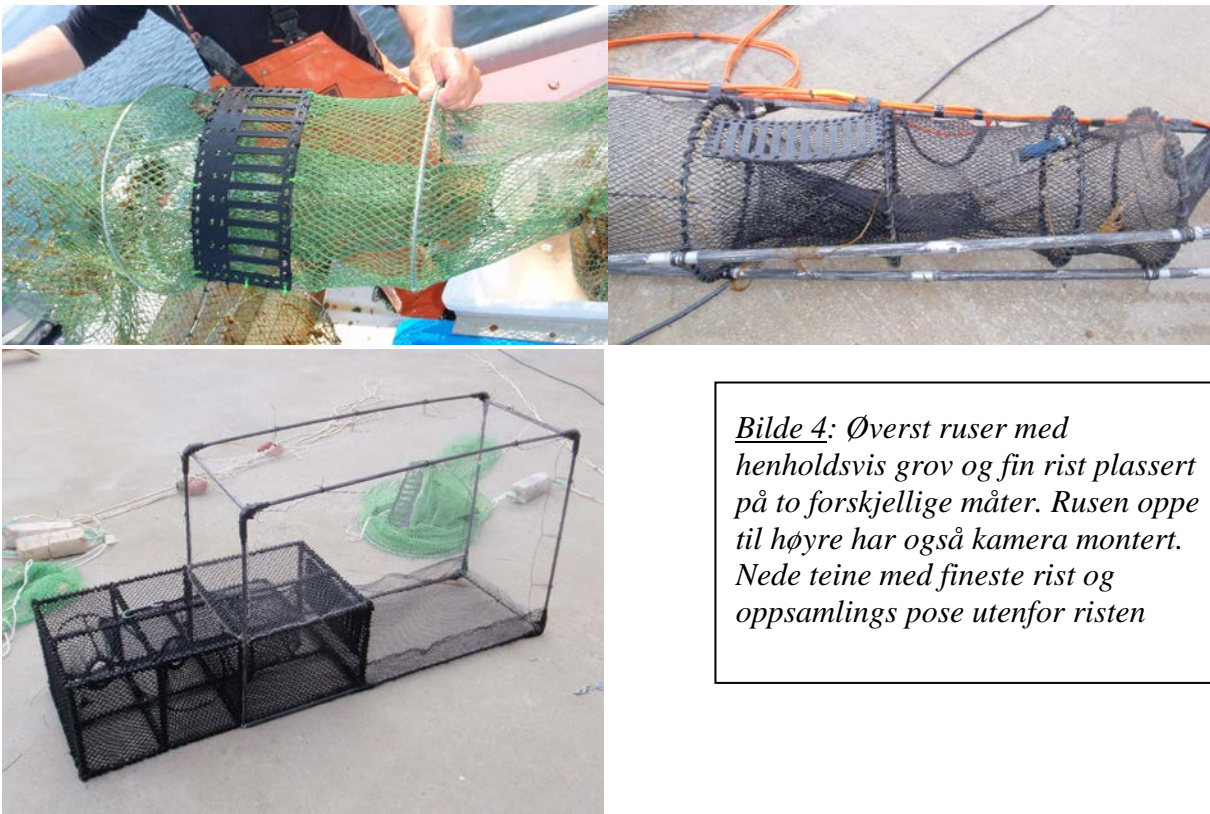 Bilde 4: Øverst ruser med
henholdsvis grov og fin rist plassert
på to forskjellige måter. Rusen oppe
til høyre har også kamera montert.
Nede teine med fineste rist og
oppsamlings pose utenfor risten